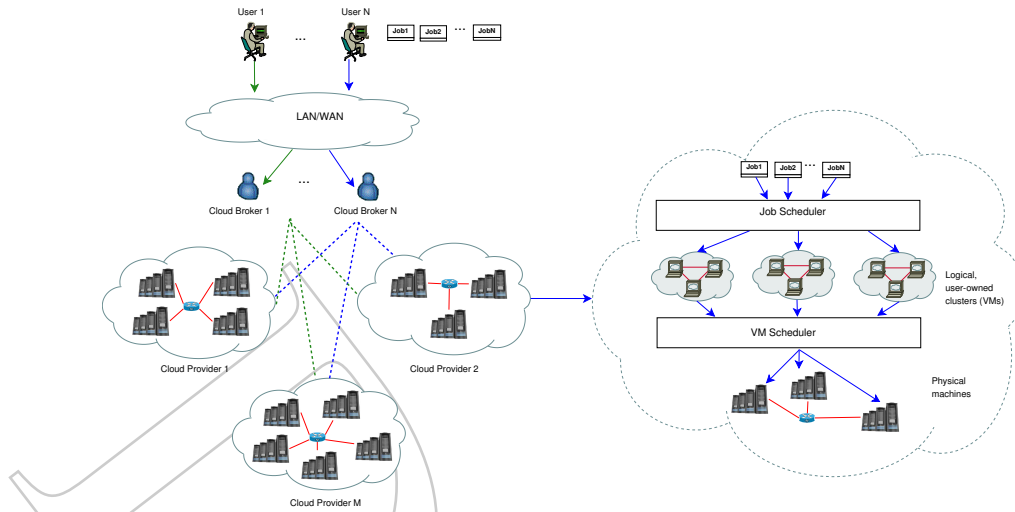 User 1
...
User N
Job1
Job2
...
JobN
LAN/WAN
...
Cloud Broker 1
Cloud Broker N
Cloud Provider 1
Cloud Provider 2
Cloud Provider M
Job1
Job2
...
JobN
Job Scheduler
Logical,
user-owned
clusters (VMs)
VM Scheduler
Physical
machines